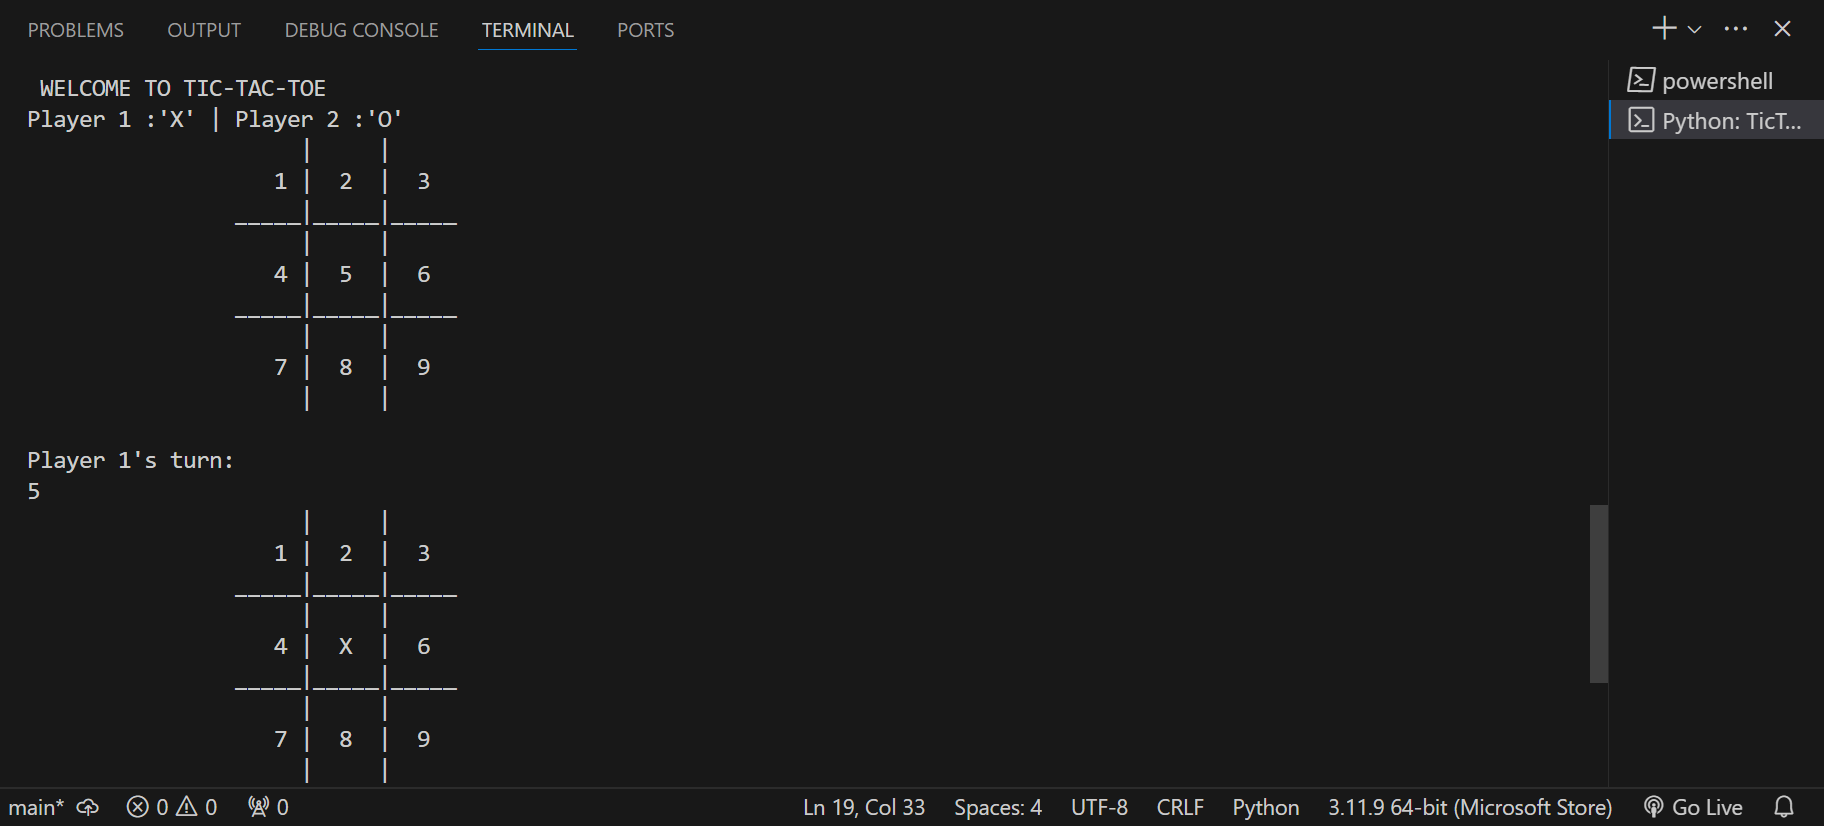 PROBLEMS OUTPUT DEBUG CONSOLE TERMINAL PORTS
WELCOME TO TIC-TAC-TOE
Player 1 :'X' | Player 2 :'O'
     |     |
  1 |  2  |  3
_____|_____|_____
     |     |
  4 |  5  |  6
_____|_____|_____
     |     |
  7 |  8  |  9
     |     |
Player 1's turn:
5
     |     |
  1 |  2  |  3
_____|_____|_____
     |     |
  4 |  X  |  6
_____|_____|_____
     |     |
  7 |  8  |  9
     |     |
powershell
Python: TicT...
main* 0 0 0 Ln 19, Col 33 Spaces: 4 UTF-8 CRLF Python 3.11.9 64-bit (Microsoft Store) Go Live